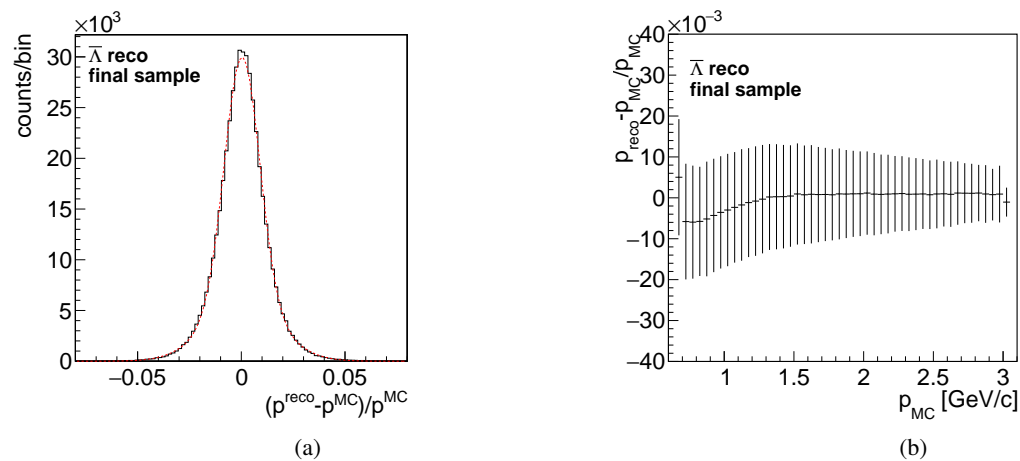 ×10³
Λ̅ reco
final sample
counts/bin
30
25
20
15
10
5
0
−0.05 0 0.05
(p^reco-p^MC)/p^MC
(a)
×10⁻³
Λ̅ reco
final sample
p_reco-p_MC/p_MC
40
30
20
10
0
−10
−20
−30
−40
1 1.5 2 2.5 3
p_MC [GeV/c]
(b)